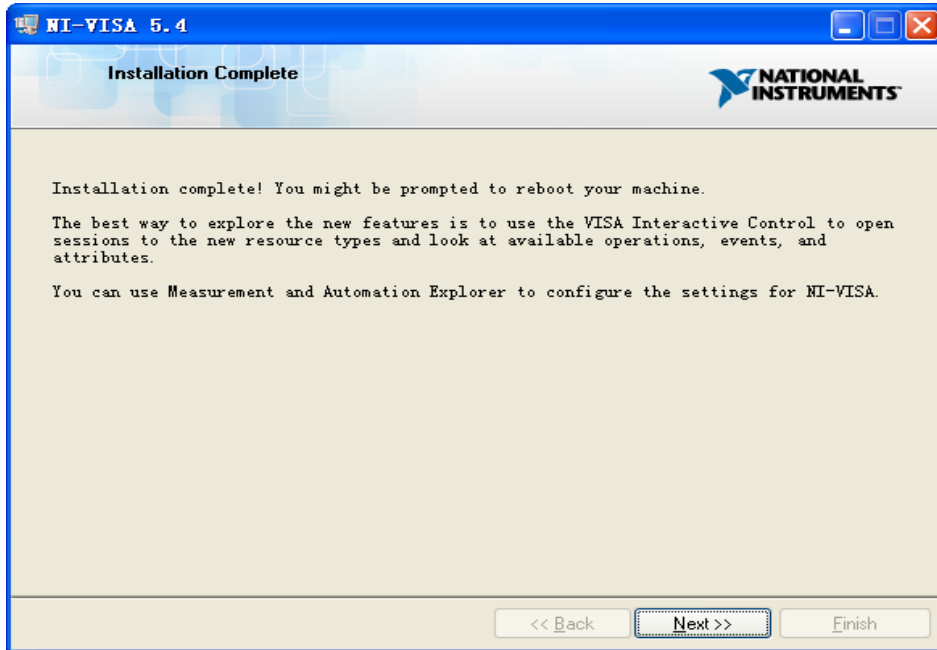 NI-VISA 5.4
Installation Complete
NATIONAL
INSTRUMENTS™
Installation complete! You might be prompted to reboot your machine.
The best way to explore the new features is to use the VISA Interactive Control to open
sessions to the new resource types and look at available operations, events, and
attributes.
You can use Measurement and Automation Explorer to configure the settings for NI-VISA.
<< Back
Next >>
Finish